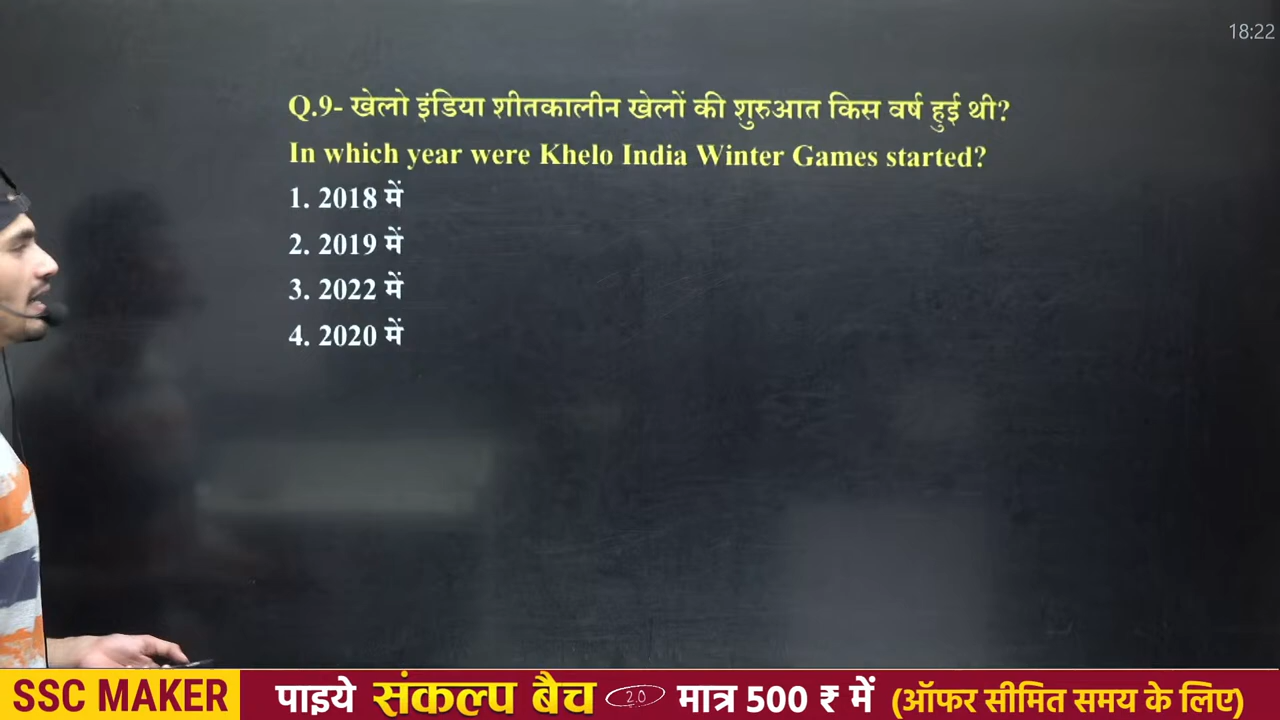 18:22
Q.9- खेलो इंडिया शीतकालीन खेलों की शुरुआत किस वर्ष हुई थी?
In which year were Khelo India Winter Games started?
1. 2018 में
2. 2019 में
3. 2022 में
4. 2020 में
SSC MAKER पाइये संकल्प बैच 2.0 मात्र 500 ₹ में (ऑफर सीमित समय के लिए)